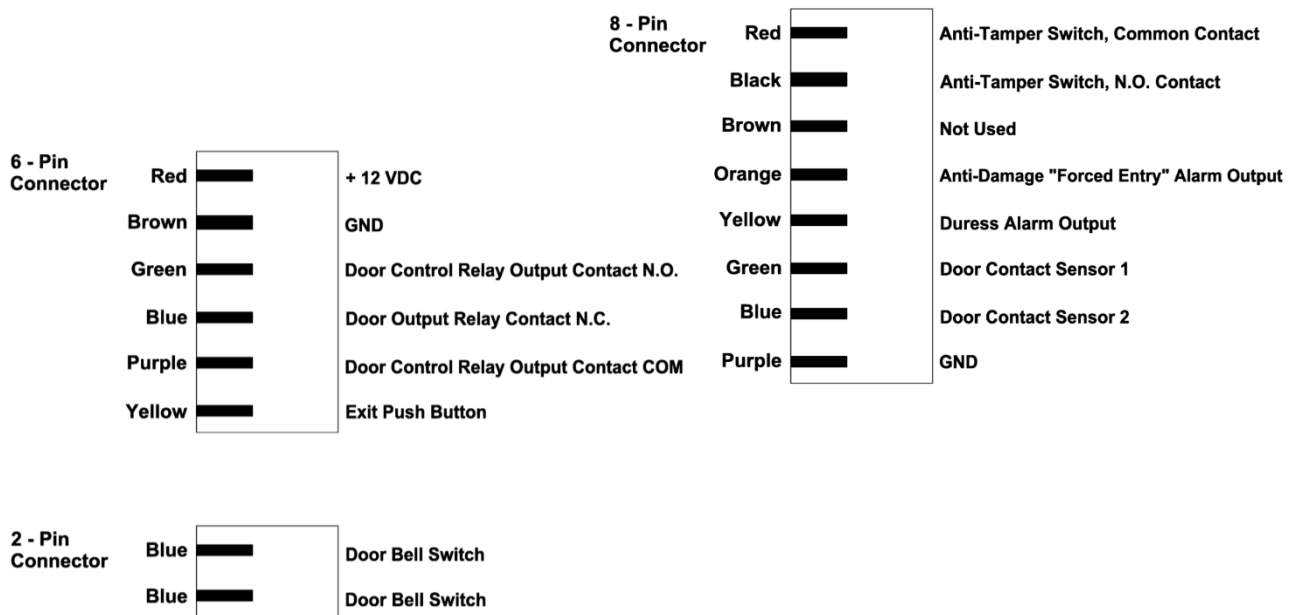 8 - Pin
Connector
Red Anti-Tamper Switch, Common Contact
Black Anti-Tamper Switch, N.O. Contact
Brown Not Used
Orange Anti-Damage "Forced Entry" Alarm Output
Yellow Duress Alarm Output
Green Door Contact Sensor 1
Blue Door Contact Sensor 2
Purple GND
6 - Pin
Connector
Red + 12 VDC
Brown GND
Green Door Control Relay Output Contact N.O.
Blue Door Output Relay Contact N.C.
Purple Door Control Relay Output Contact COM
Yellow Exit Push Button
2 - Pin
Connector
Blue Door Bell Switch
Blue Door Bell Switch